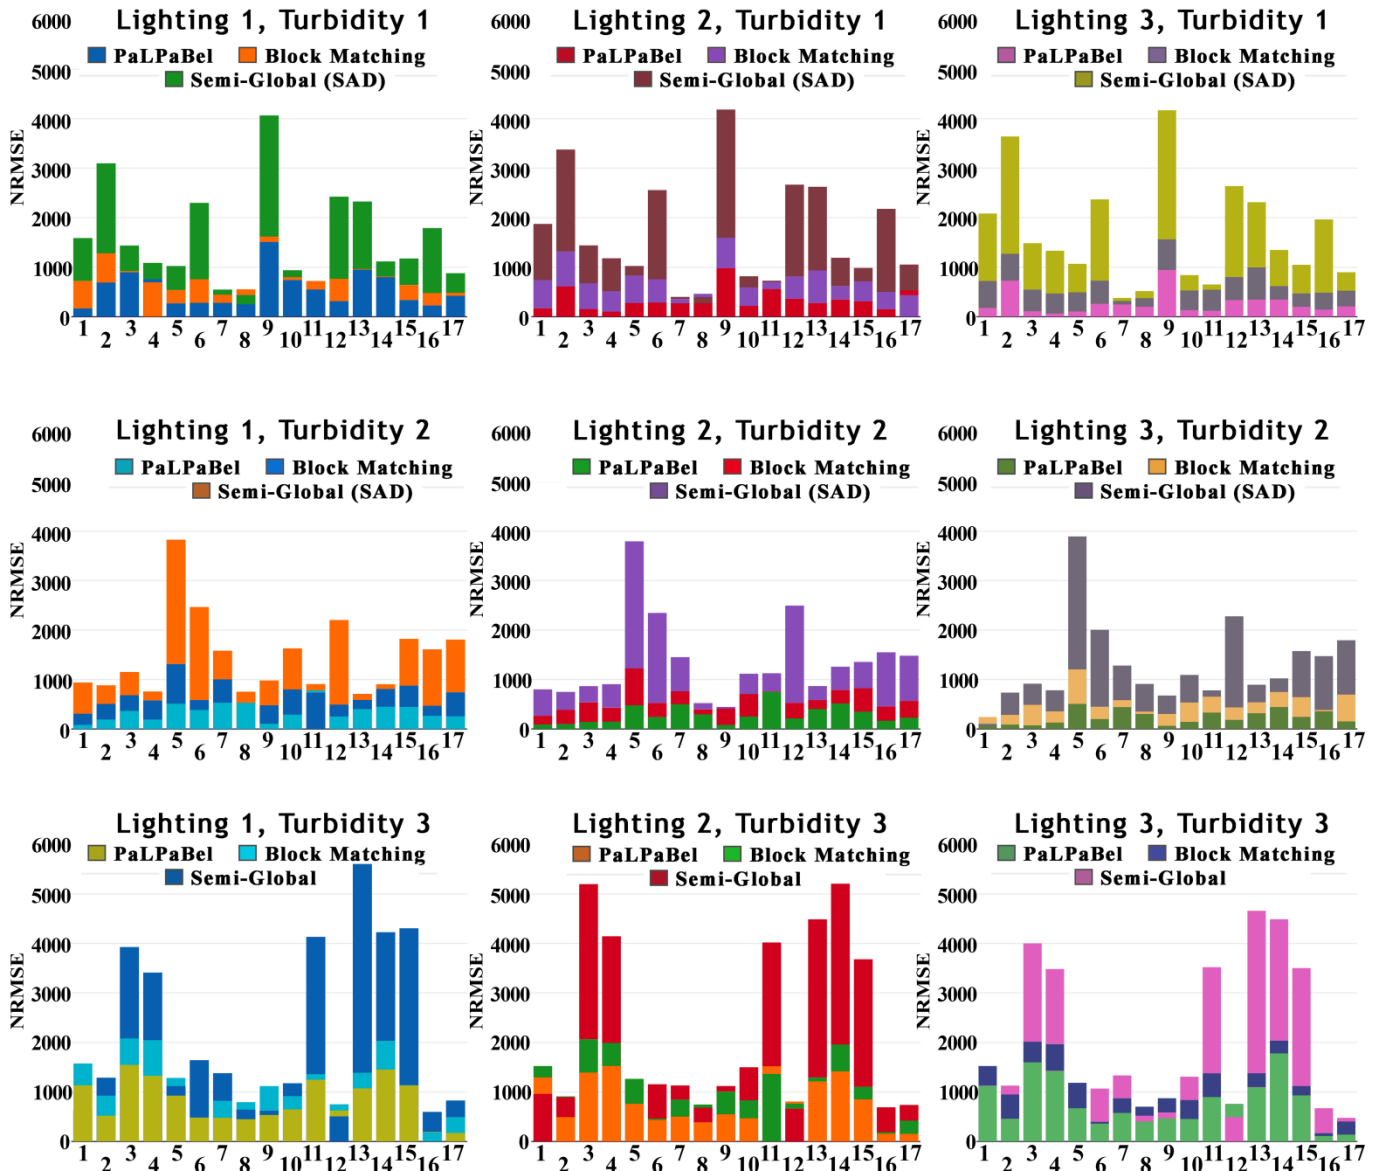 Lighting 1, Turbidity 1
PaLPaBel Block Matching
Semi-Global (SAD)
NRMSE
6000
5000
4000
3000
2000
1000
0
1 2 3 4 5 6 7 8 9 10 11 12 13 14 15 16 17
Lighting 2, Turbidity 1
PaLPaBel Block Matching
Semi-Global (SAD)
NRMSE
6000
5000
4000
3000
2000
1000
0
1 2 3 4 5 6 7 8 9 10 11 12 13 14 15 16 17
Lighting 3, Turbidity 1
PaLPaBel Block Matching
Semi-Global (SAD)
NRMSE
6000
5000
4000
3000
2000
1000
0
1 2 3 4 5 6 7 8 9 10 11 12 13 14 15 16 17
Lighting 1, Turbidity 2
PaLPaBel Block Matching
Semi-Global (SAD)
NRMSE
6000
5000
4000
3000
2000
1000
0
1 2 3 4 5 6 7 8 9 10 11 12 13 14 15 16 17
Lighting 2, Turbidity 2
PaLPaBel Block Matching
Semi-Global (SAD)
NRMSE
6000
5000
4000
3000
2000
1000
0
1 2 3 4 5 6 7 8 9 10 11 12 13 14 15 16 17
Lighting 3, Turbidity 2
PaLPaBel Block Matching
Semi-Global (SAD)
NRMSE
6000
5000
4000
3000
2000
1000
0
1 2 3 4 5 6 7 8 9 10 11 12 13 14 15 16 17
Lighting 1, Turbidity 3
PaLPaBel Block Matching
Semi-Global
NRMSE
6000
5000
4000
3000
2000
1000
0
1 2 3 4 5 6 7 8 9 10 11 12 13 14 15 16 17
Lighting 2, Turbidity 3
PaLPaBel Block Matching
Semi-Global
NRMSE
6000
5000
4000
3000
2000
1000
0
1 2 3 4 5 6 7 8 9 10 11 12 13 14 15 16 17
Lighting 3, Turbidity 3
PaLPaBel Block Matching
Semi-Global
NRMSE
6000
5000
4000
3000
2000
1000
0
1 2 3 4 5 6 7 8 9 10 11 12 13 14 15 16 17